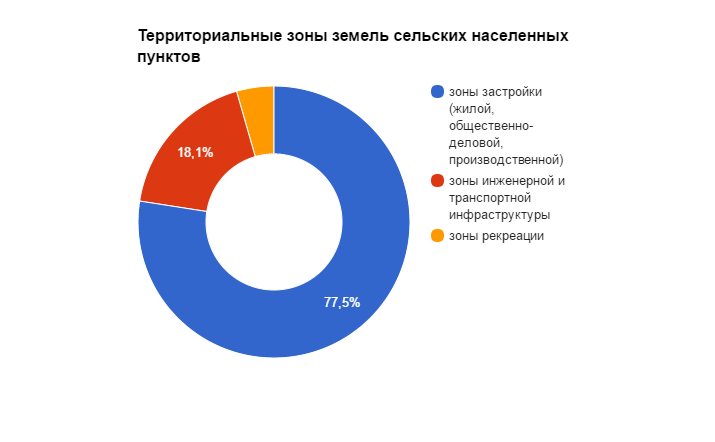 Территориальные зоны земель сельских населенных
пунктов
зоны застройки
(жилой,
общественно-
деловой,
производственной)
зоны инженерной и
транспортной
инфраструктуры
зоны рекреации
18,1%
77,5%